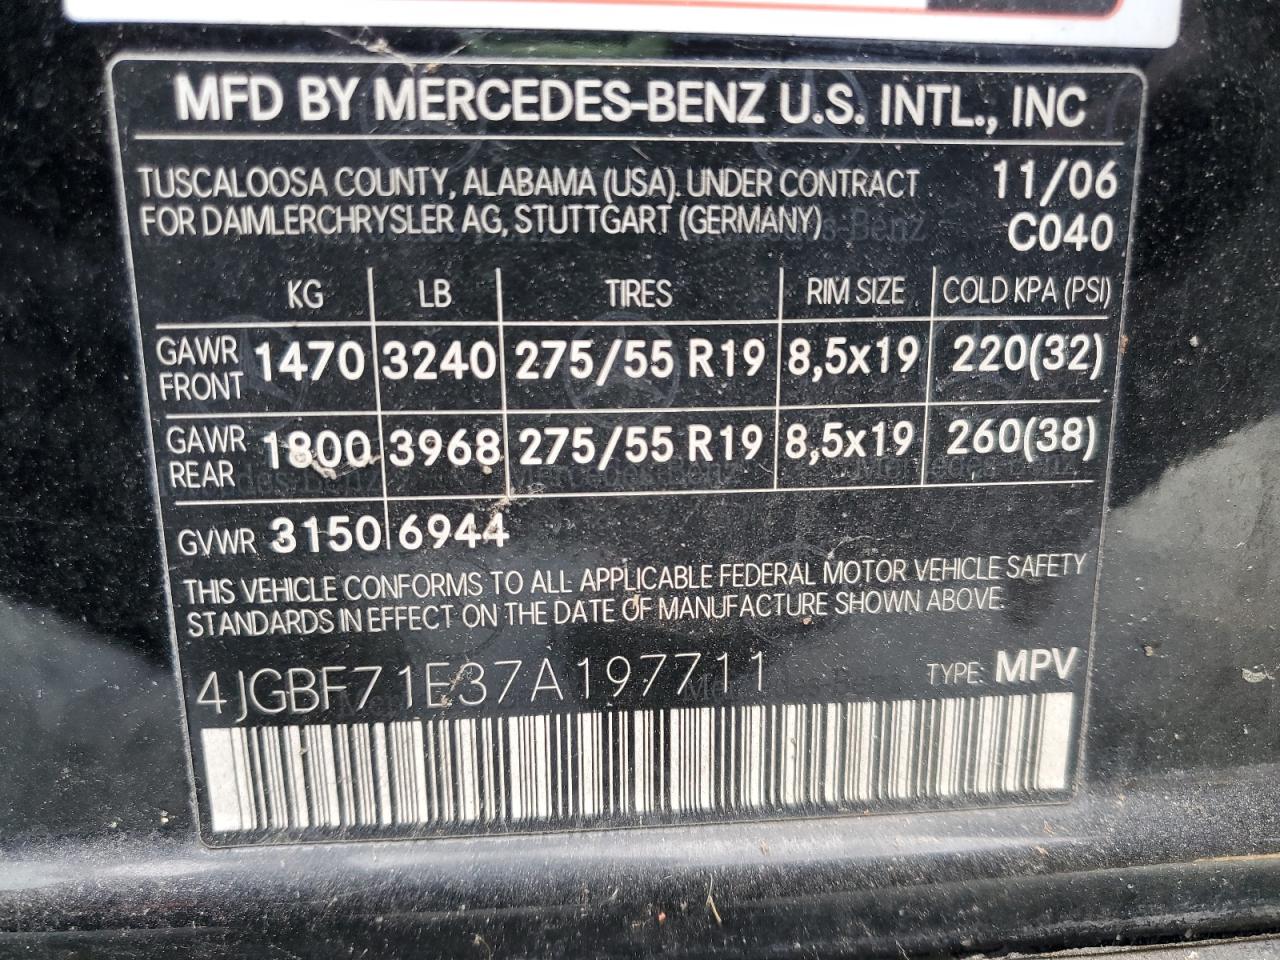 MFD BY MERCEDES-BENZ U.S. INTL., INC
TUSCALOOSA COUNTY, ALABAMA (USA). UNDER CONTRACT 11/06
FOR DAIMLERCHRYSLER AG, STUTTGART (GERMANY) C040
KG LB TIRES RIM SIZE COLD KPA (PSI)
GAWR FRONT 1470 3240 275/55 R19 8,5x19 220(32)
GAWR REAR 1800 3968 275/55 R19 8,5x19 260(38)
GVWR 3150 6944
THIS VEHICLE CONFORMS TO ALL APPLICABLE FEDERAL MOTOR VEHICLE SAFETY
STANDARDS IN EFFECT ON THE DATE OF MANUFACTURE SHOWN ABOVE.
4JGBF71E37A197711 TYPE: MPV